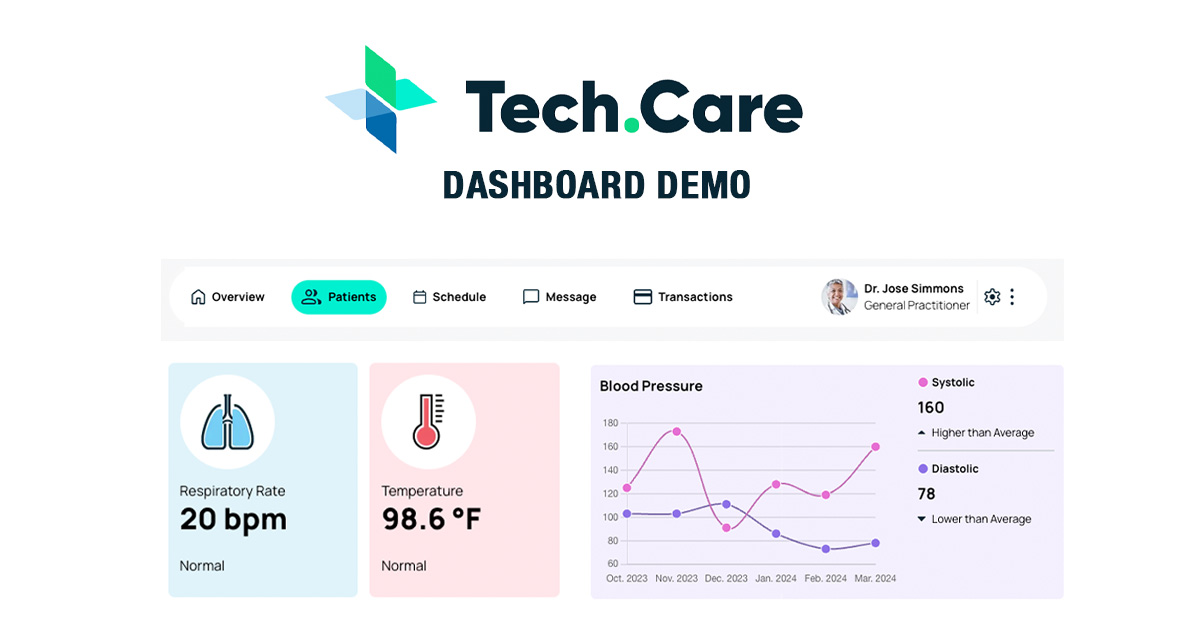 Tech.Care
DASHBOARD DEMO
Overview
Patients
Schedule
Message
Transactions
Dr. Jose Simmons
General Practitioner
Respiratory Rate
20 bpm
Normal
Temperature
98.6 °F
Normal
Blood Pressure
180
160
140
120
100
80
60
Oct. 2023 Nov. 2023 Dec. 2023 Jan. 2024 Feb. 2024 Mar. 2024
Systolic
160
Higher than Average
Diastolic
78
Lower than Average